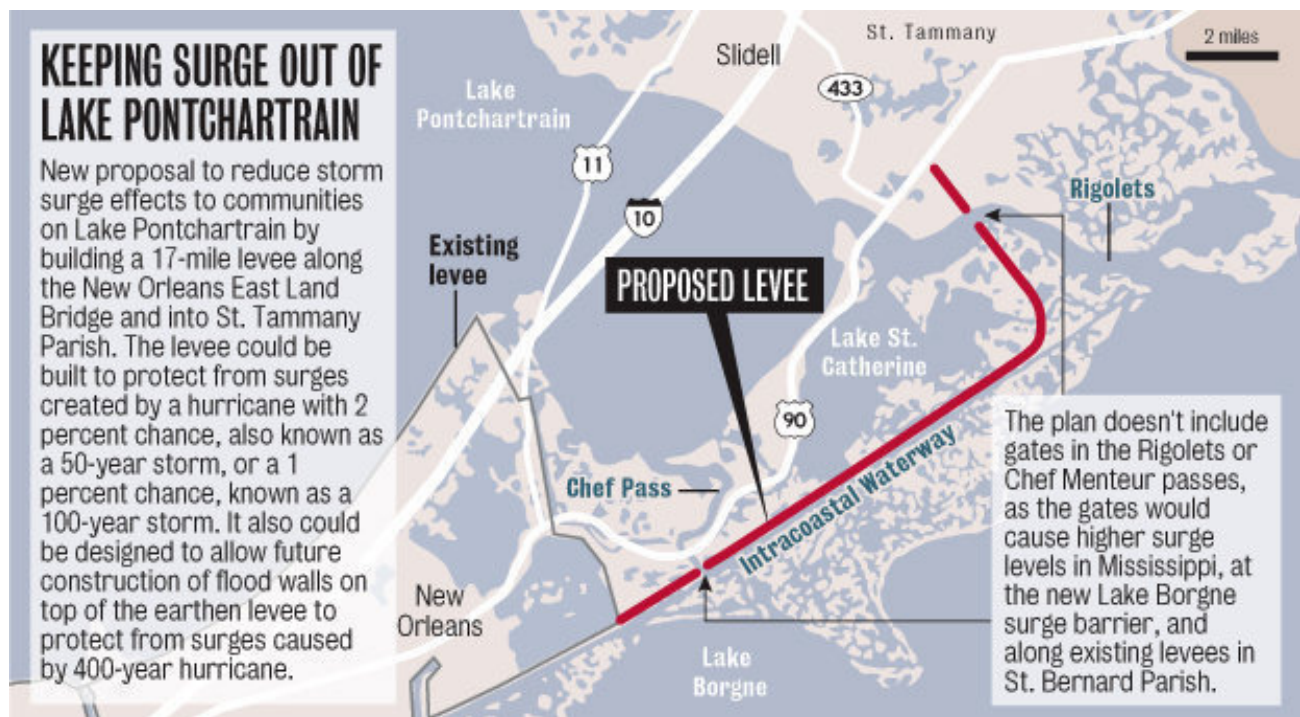 KEEPING SURGE OUT OF
LAKE PONTCHARTRAIN
New proposal to reduce storm
surge effects to communities
on Lake Pontchartrain by
building a 17-mile levee along
the New Orleans East Land
Bridge and into St. Tammany
Parish. The levee could be
built to protect from surges
created by a hurricane with 2
percent chance, also known as
a 50-year storm, or a 1
percent chance, known as a
100-year storm. It also could
be designed to allow future
construction of flood walls on
top of the earthen levee to
protect from surges caused
by 400-year hurricane.
St. Tammany
2 miles
Slidell
433
Lake
Pontchartrain
11
10
Rigolets
Existing
levee
PROPOSED LEVEE
Lake St.
Catherine
90
Chef Pass
Intracoastal Waterway
New
Orleans
Lake
Borgne
The plan doesn't include
gates in the Rigolets or
Chef Menteur passes,
as the gates would
cause higher surge
levels in Mississippi, at
the new Lake Borgne
surge barrier, and
along existing levees in
St. Bernard Parish.